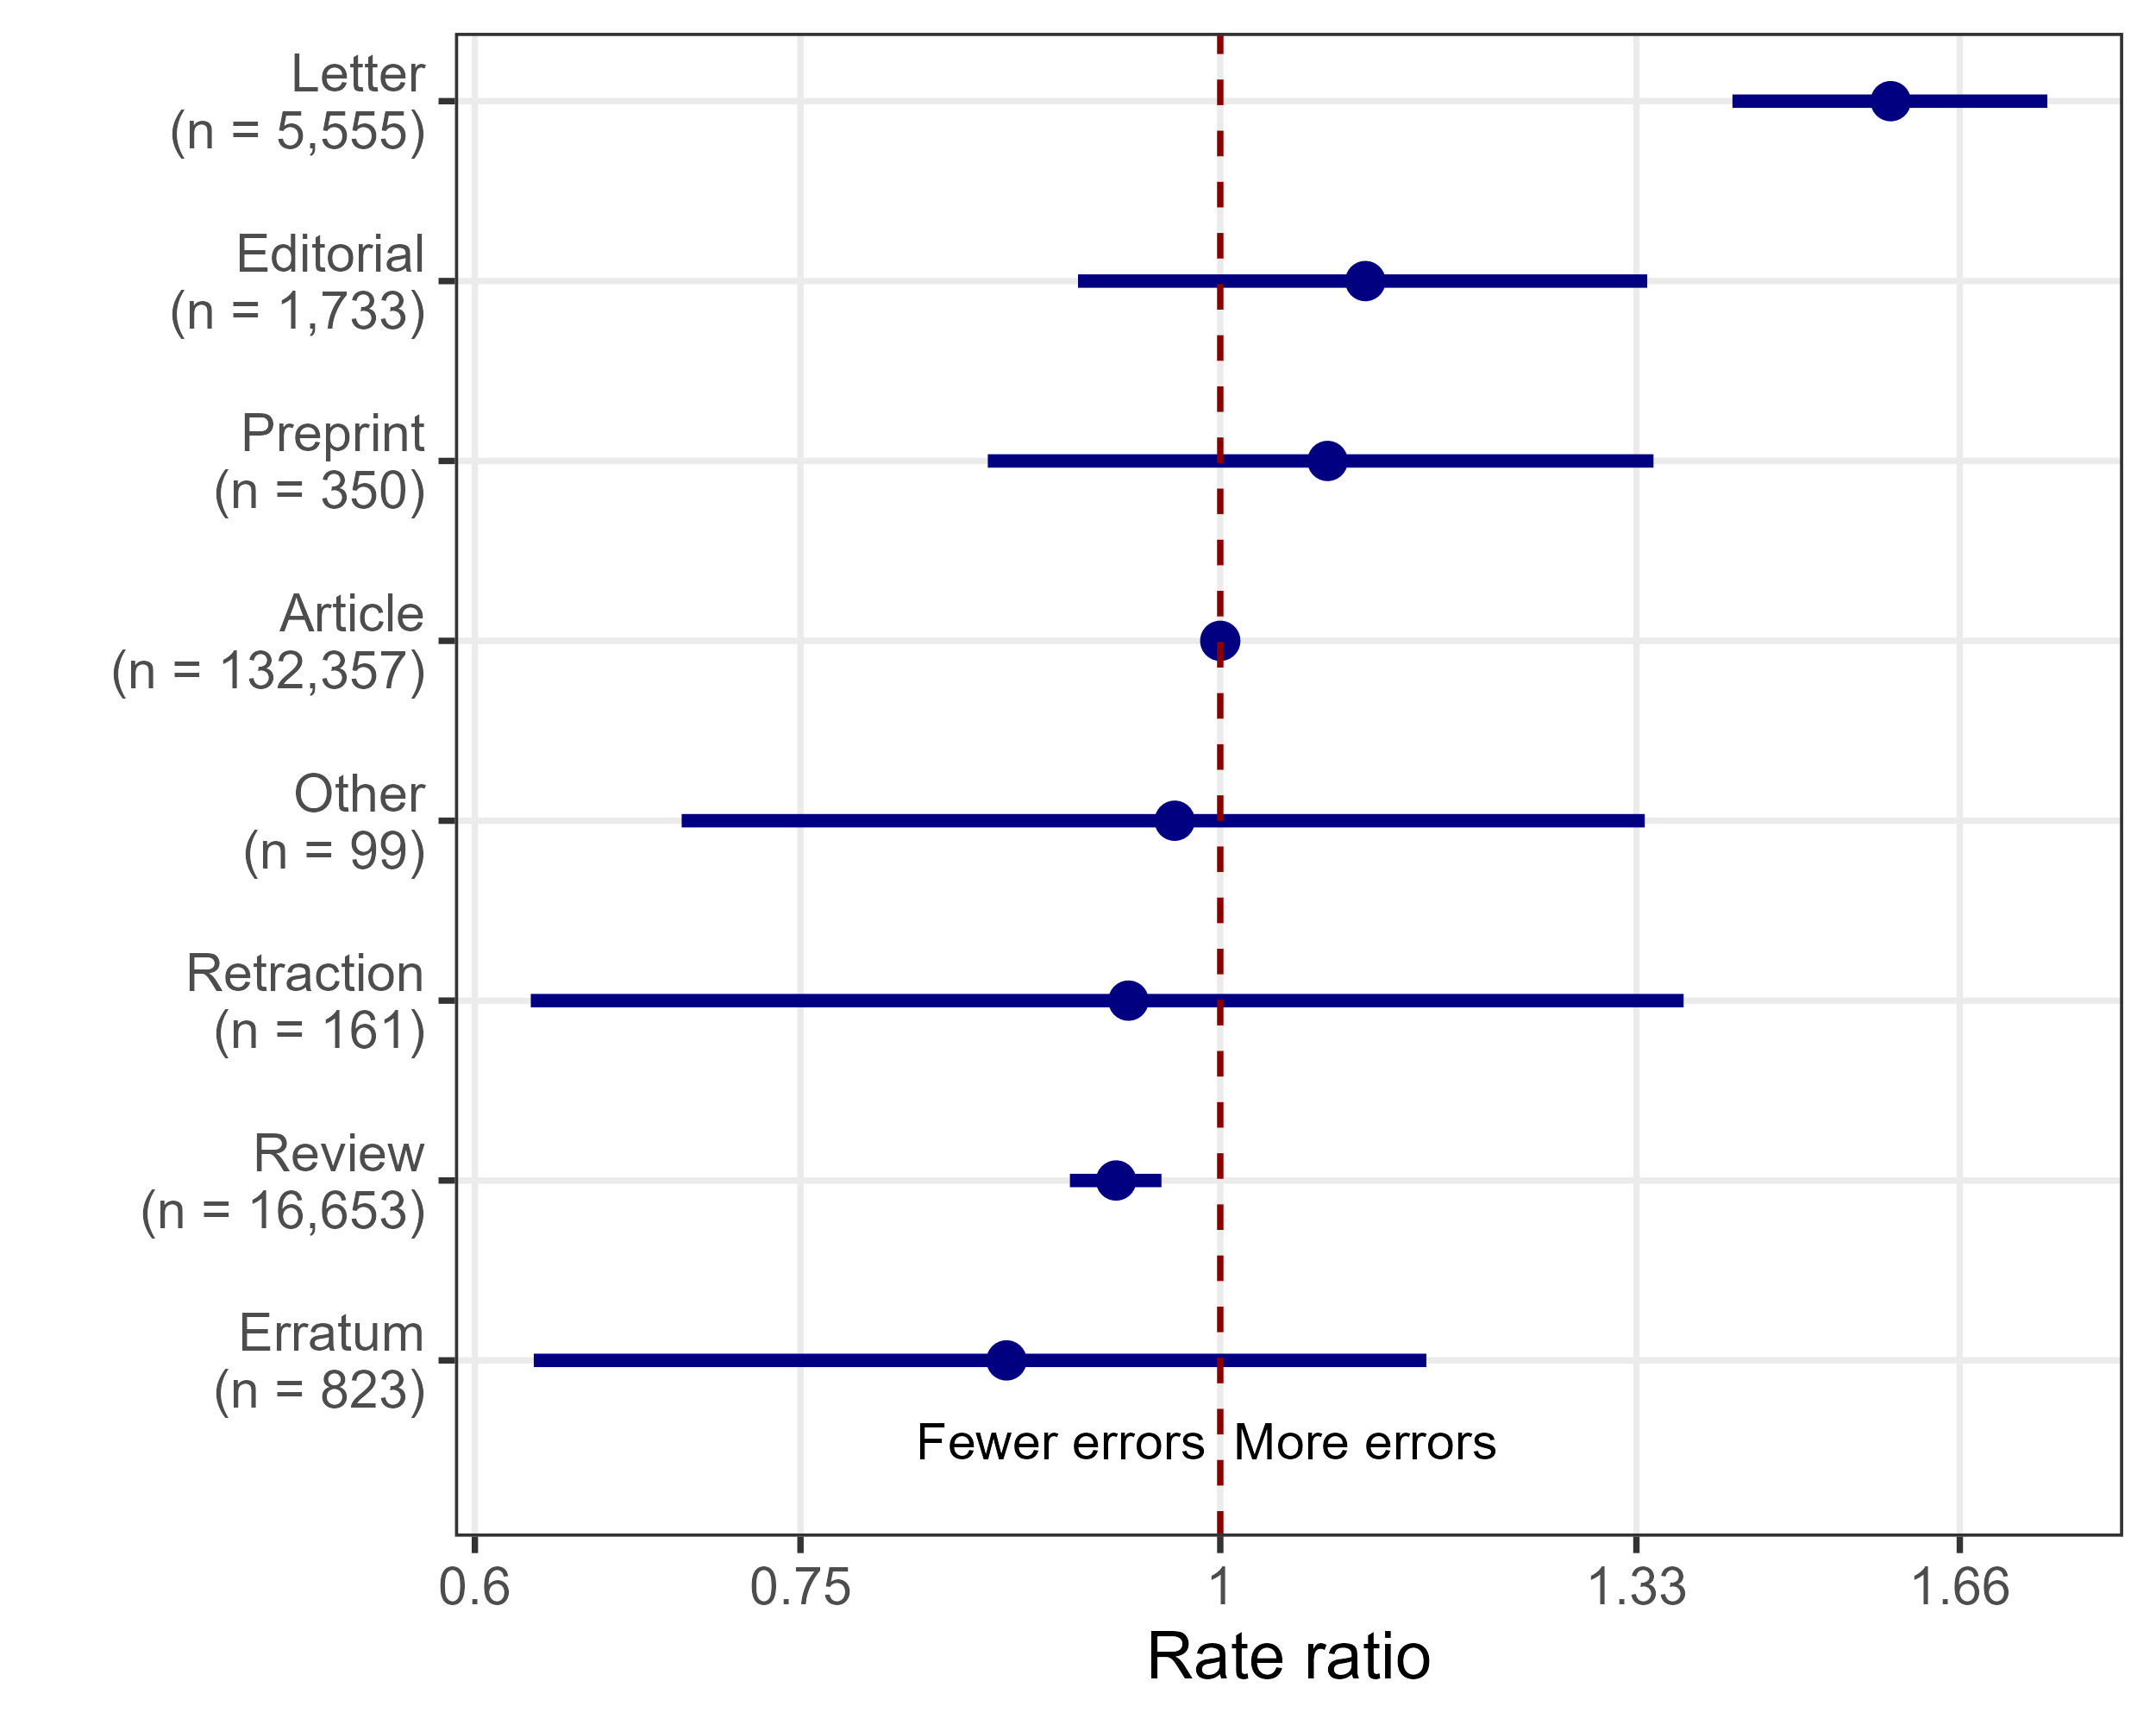 Letter
(n = 5,555)
Editorial
(n = 1,733)
Preprint
(n = 350)
Article
(n = 132,357)
Other
(n = 99)
Retraction
(n = 161)
Review
(n = 16,653)
Erratum
(n = 823)
Fewer errors More errors
0.6 0.75 1 1.33 1.66
Rate ratio